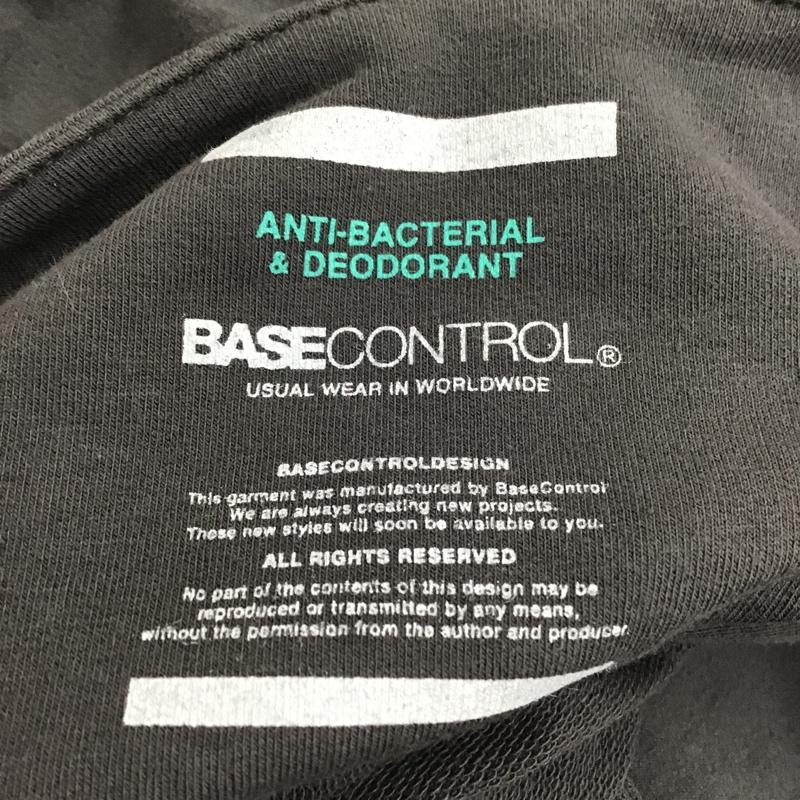 ANTI-BACTERIAL
& DEODORANT
BASECONTROL®
USUAL WEAR IN WORLDWIDE
BASECONTROLDESIGN
This garment was manufactured by BaseControl
We are always creating new projects.
These new styles will soon be available to you.
ALL RIGHTS RESERVED
No part of the contents of this design may be
reproduced or transmitted by any means,
without the permission from the author and producer.